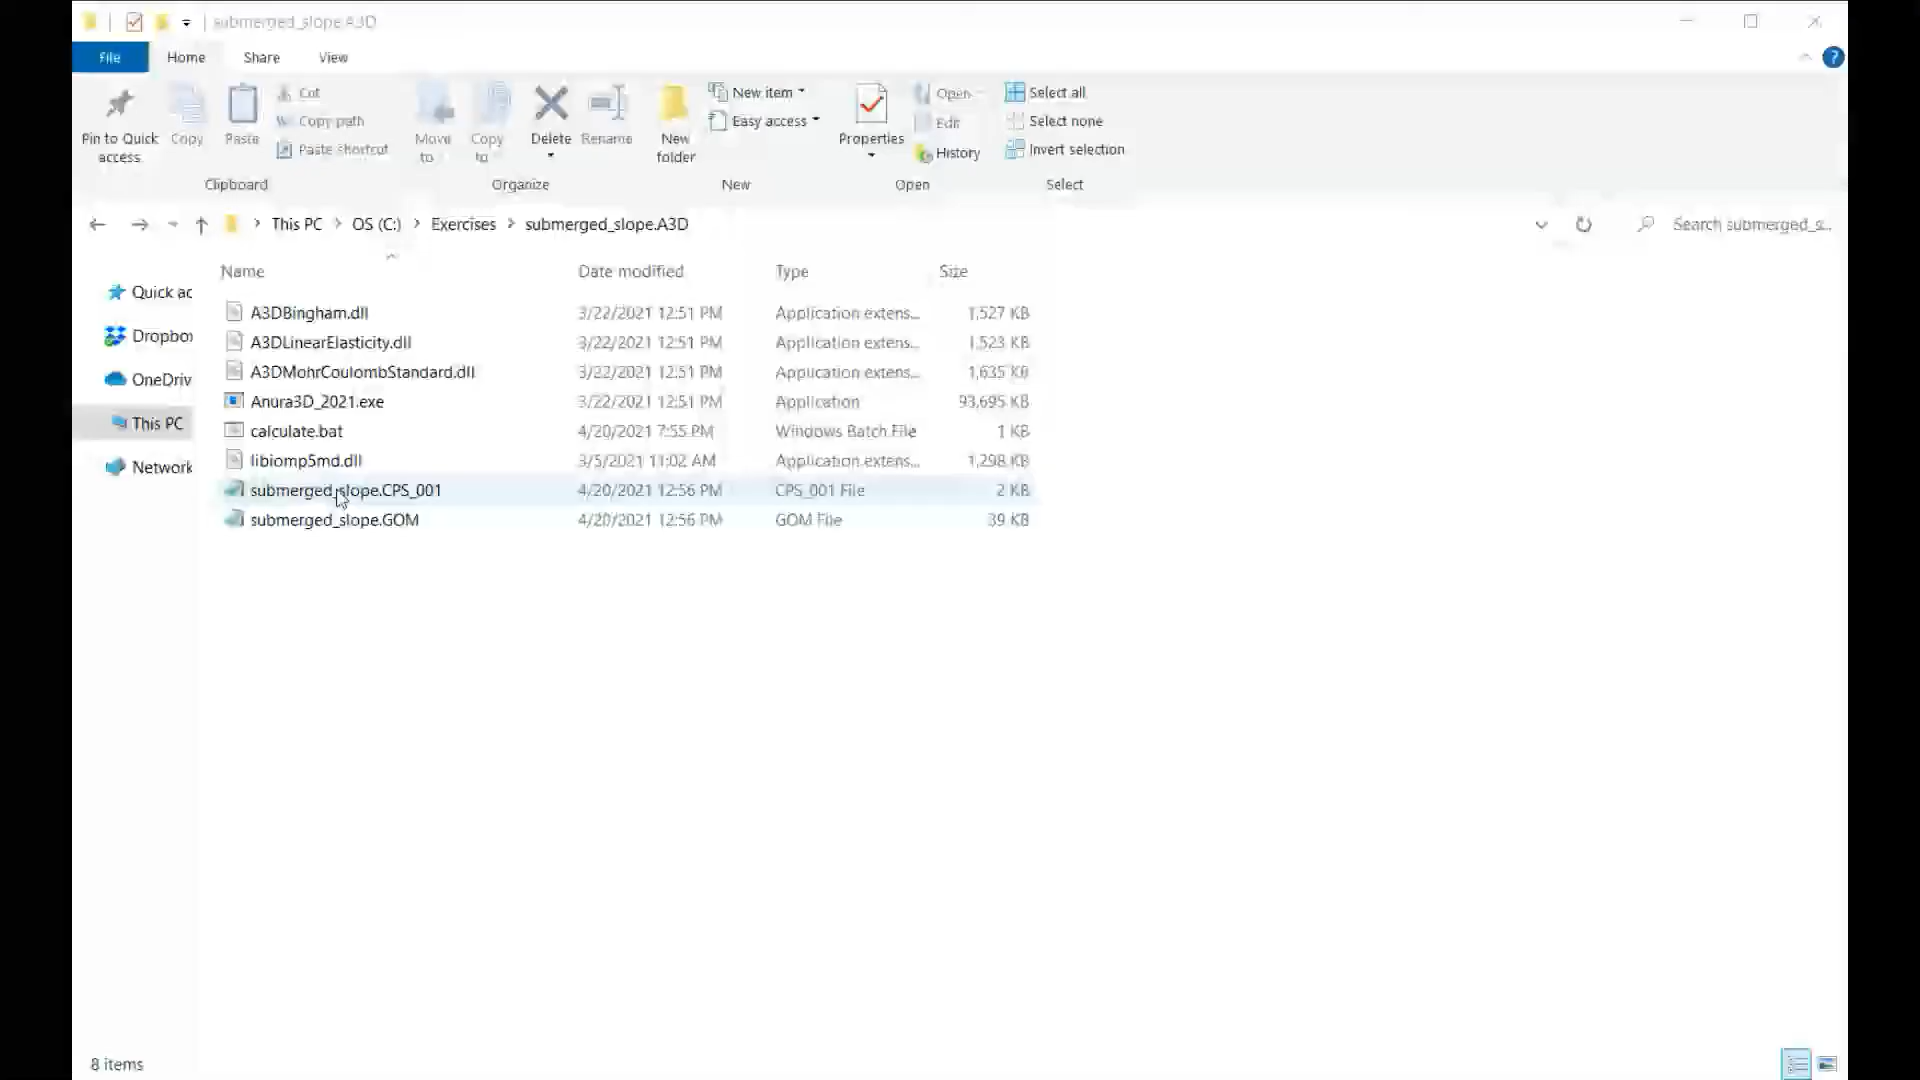 submerged_slope.A3D
File Home Share View
Pin to Quick access
Copy
Paste
Cut
Copy path
Paste shortcut
Move to
Copy to
Delete
Rename
New folder
New item
Easy access
Properties
Open
Edit
History
Select all
Select none
Invert selection
Clipboard Organize New Open Select
This PC > OS (C:) > Exercises > submerged_slope.A3D
Search submerged_s...
Name Date modified Type Size
Quick ac
Dropbo
OneDriv
This PC
Network
A3DBingham.dll 3/22/2021 12:51 PM Application extens... 1,527 KB
A3DLinearElasticity.dll 3/22/2021 12:51 PM Application extens... 1,523 KB
A3DMohrCoulombStandard.dll 3/22/2021 12:51 PM Application extens... 1,635 KB
Anura3D_2021.exe 3/22/2021 12:51 PM Application 93,695 KB
calculate.bat 4/20/2021 7:55 PM Windows Batch File 1 KB
libiomp5md.dll 3/5/2021 11:02 AM Application extens... 1,298 KB
submerged_slope.CPS_001 4/20/2021 12:56 PM CPS_001 File 2 KB
submerged_slope.GOM 4/20/2021 12:56 PM GOM File 39 KB
8 items